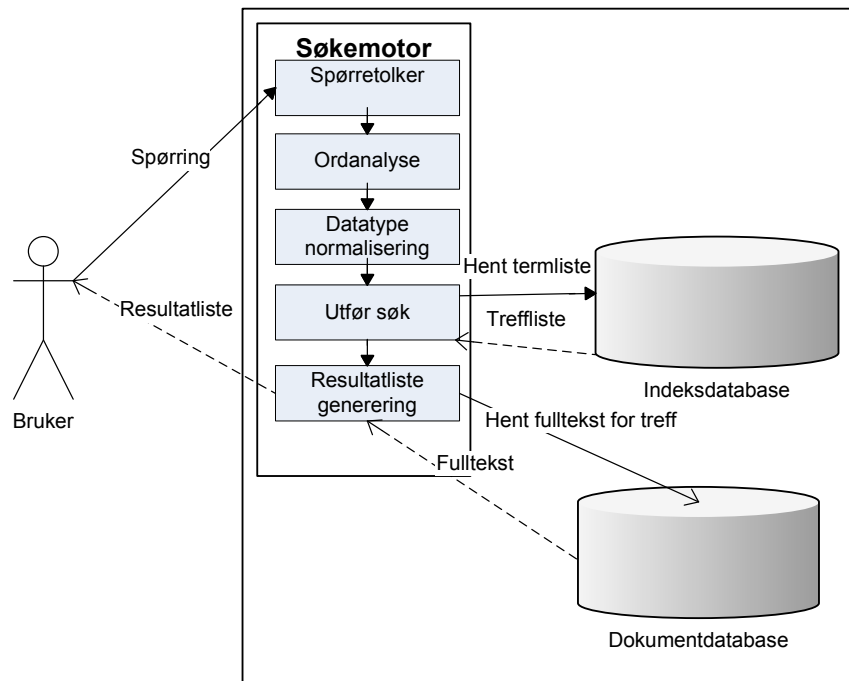 Søkemotor
Spørretolker
Spørring
Ordanalyse
Datatype
normalisering
Hent termliste
Resultatliste
Utfør søk
Treffliste
Resultatliste
generering
Indeksdatabase
Bruker
Hent fulltekst for treff
Fulltekst
Dokumentdatabase